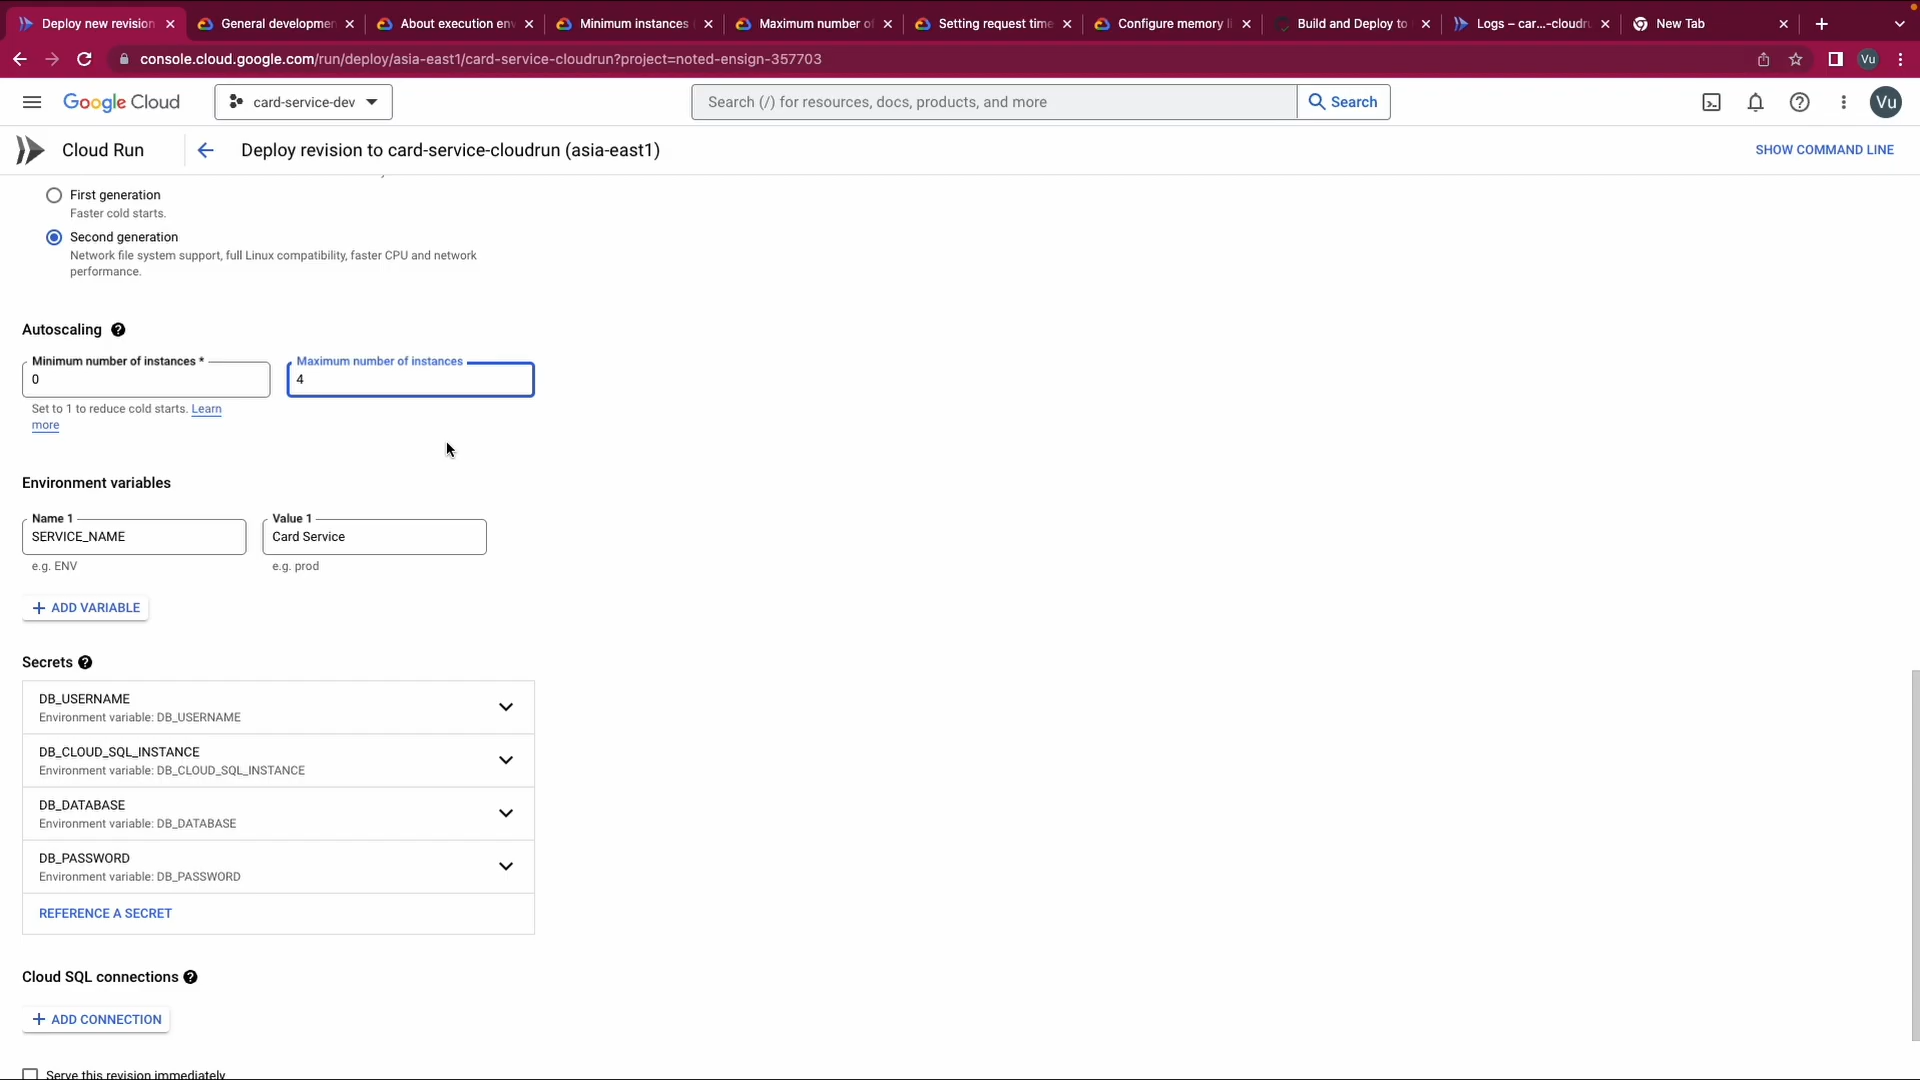 Deploy new revision
General developmen
About execution en
Minimum instances
Maximum number o
Setting request time
Configure memory li
Build and Deploy to
Logs – car...-cloudru
New Tab
console.cloud.google.com/run/deploy/asia-east1/card-service-cloudrun?project=noted-ensign-357703
Vu
Google Cloud
card-service-dev
Search (/) for resources, docs, products, and more
Search
Vu
Cloud Run
Deploy revision to card-service-cloudrun (asia-east1)
SHOW COMMAND LINE
First generation
Faster cold starts.
Second generation
Network file system support, full Linux compatibility, faster CPU and network
performance.
Autoscaling
Minimum number of instances *
0
Maximum number of instances
4
Set to 1 to reduce cold starts. Learn
more
Environment variables
Name 1
SERVICE_NAME
e.g. ENV
Value 1
Card Service
e.g. prod
ADD VARIABLE
Secrets
DB_USERNAME
Environment variable: DB_USERNAME
DB_CLOUD_SQL_INSTANCE
Environment variable: DB_CLOUD_SQL_INSTANCE
DB_DATABASE
Environment variable: DB_DATABASE
DB_PASSWORD
Environment variable: DB_PASSWORD
REFERENCE A SECRET
Cloud SQL connections
ADD CONNECTION
Serve this revision immediately